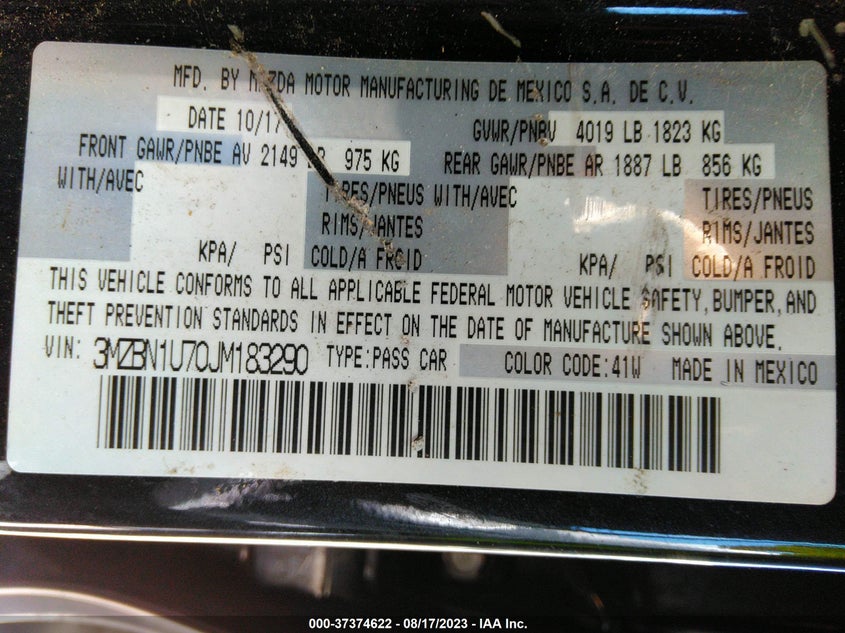 MFD. BY MAZDA MOTOR MANUFACTURING DE MEXICO S.A. DE C.V.
DATE 10/17 GVWR/PNBV 4019 LB 1823 KG
FRONT GAWR/PNBE AV 2149 LB 975 KG REAR GAWR/PNBE AR 1887 LB 856 KG
WITH/AVEC TIRES/PNEUS WITH/AVEC TIRES/PNEUS
RIMS/JANTES RIMS/JANTES
KPA/ PSI COLD/A FROID KPA/ PSI COLD/A FROID
THIS VEHICLE CONFORMS TO ALL APPLICABLE FEDERAL MOTOR VEHICLE SAFETY, BUMPER, AND
THEFT PREVENTION STANDARDS IN EFFECT ON THE DATE OF MANUFACTURE SHOWN ABOVE.
VIN: 3MZBN1U70JM183290 TYPE:PASS CAR COLOR CODE:41W MADE IN MEXICO
000-37374622 - 08/17/2023 - IAA Inc.